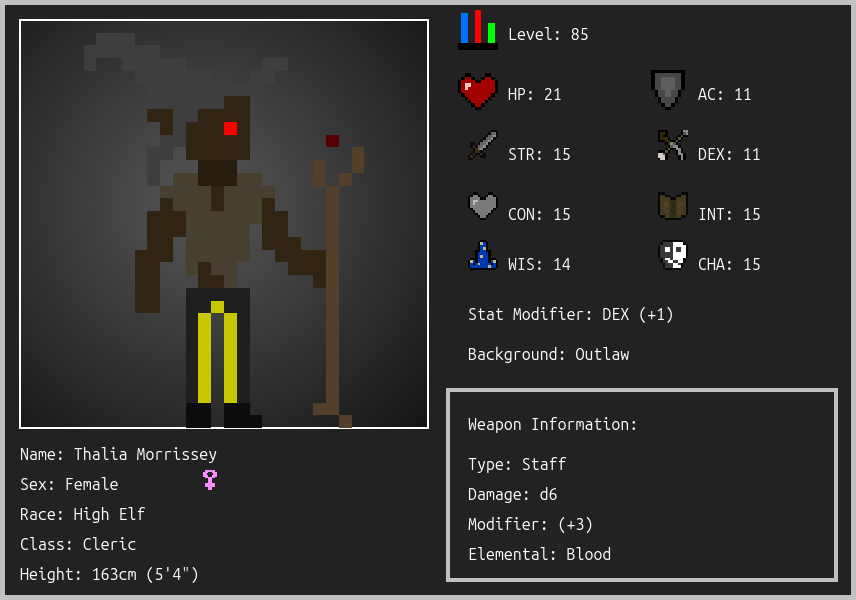 Level: 85
HP: 21
AC: 11
STR: 15
DEX: 11
CON: 15
INT: 15
WIS: 14
CHA: 15
Stat Modifier: DEX (+1)
Background: Outlaw
Weapon Information:
Type: Staff
Damage: d6
Modifier: (+3)
Elemental: Blood
Name: Thalia Morrissey
Sex: Female
Race: High Elf
Class: Cleric
Height: 163cm (5'4")